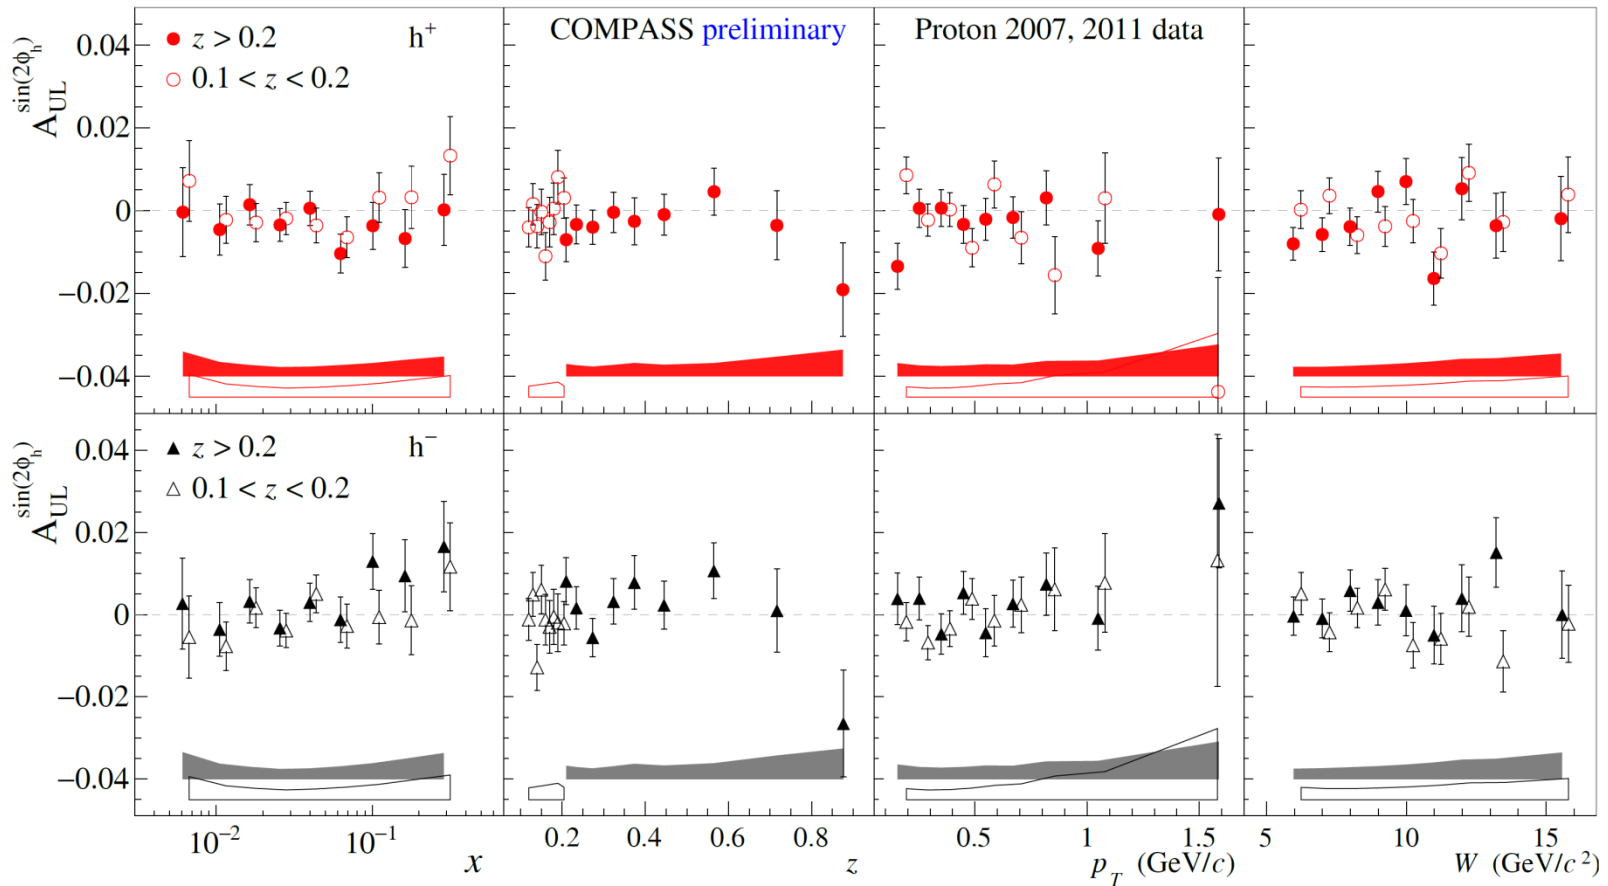 COMPASS preliminary
Proton 2007, 2011 data
A_UL^sin(2ϕ_h)
0.04
0.02
0
−0.02
−0.04
z > 0.2
h⁺
0.1 < z < 0.2
A_UL^sin(2ϕ_h)
0.04
0.02
0
−0.02
−0.04
z > 0.2
h⁻
0.1 < z < 0.2
10⁻² 10⁻¹
x
0.2 0.4 0.6 0.8
z
0.5 1 1.5
p_T (GeV/c)
5 10 15
W (GeV/c²)